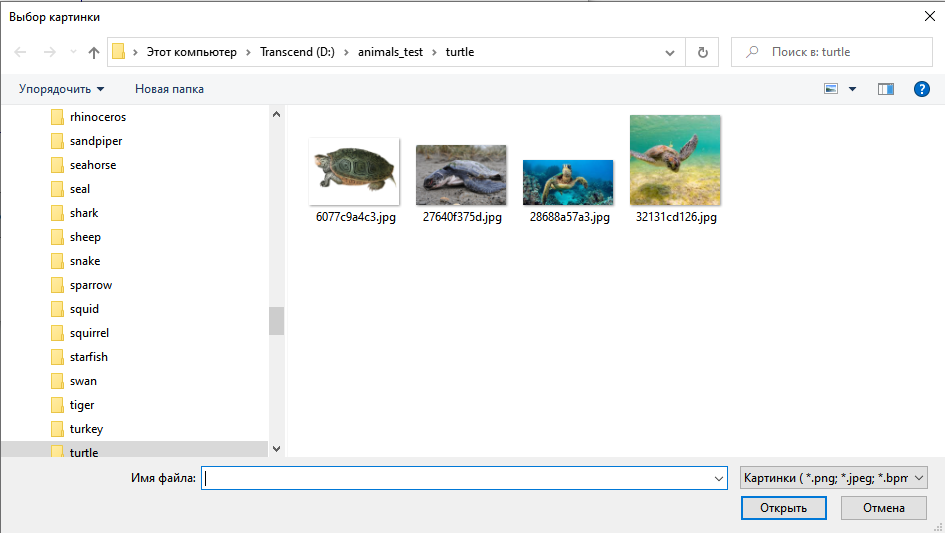 Выбор картинки
Этот компьютер > Transcend (D:) > animals_test > turtle
Поиск в: turtle
Упорядочить
Новая папка
rhinoceros
sandpiper
seahorse
seal
shark
sheep
snake
sparrow
squid
squirrel
starfish
swan
tiger
turkey
turtle
6077c9a4c3.jpg
27640f375d.jpg
28688a57a3.jpg
32131cd126.jpg
Имя файла:
Картинки ( *.png; *.jpeg; *.bpm
Открыть
Отмена